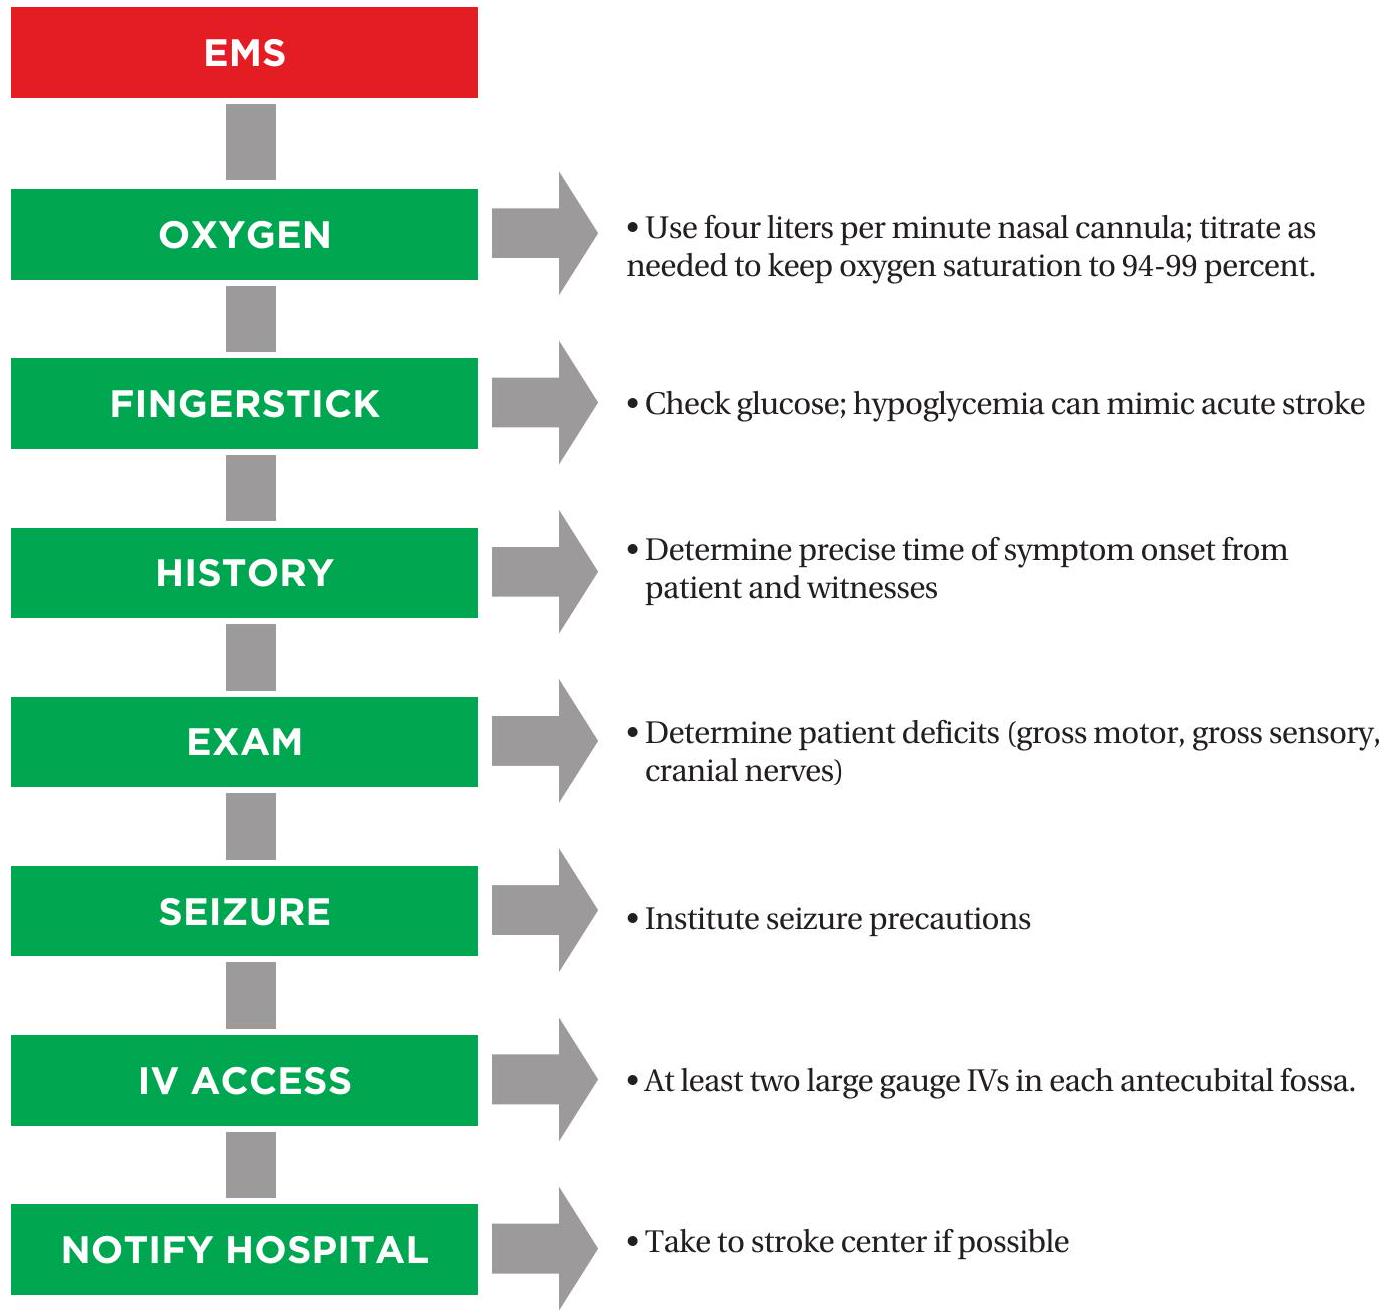 EMS
OXYGEN
• Use four liters per minute nasal cannula; titrate as
needed to keep oxygen saturation to 94-99 percent.
FINGERSTICK
• Check glucose; hypoglycemia can mimic acute stroke
HISTORY
• Determine precise time of symptom onset from
patient and witnesses
EXAM
• Determine patient deficits (gross motor, gross sensory,
cranial nerves)
SEIZURE
• Institute seizure precautions
IV ACCESS
• At least two large gauge IVs in each antecubital fossa.
NOTIFY HOSPITAL
• Take to stroke center if possible